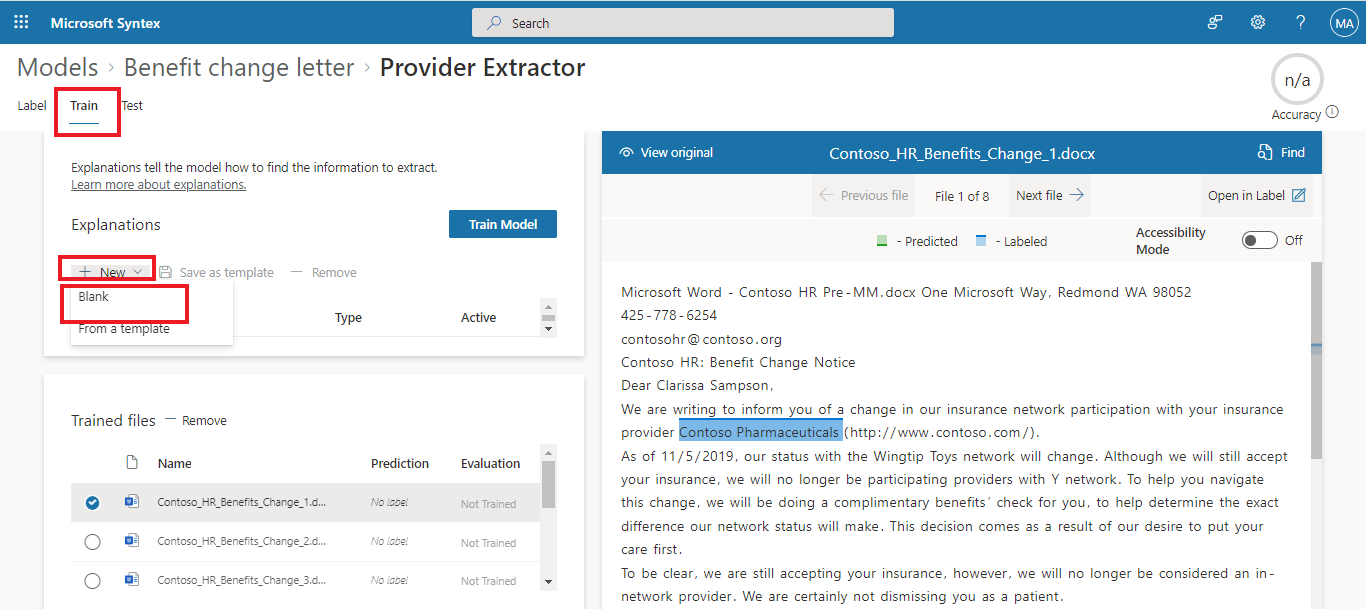 Microsoft Syntex
Search
MA
Models > Benefit change letter > Provider Extractor
n/a
Accuracy
Label Train Test
Explanations tell the model how to find the information to extract.
Learn more about explanations.
Explanations
Train Model
+ New Save as template — Remove
Blank
From a template
Type Active
Trained files — Remove
Name Prediction Evaluation
Contoso_HR_Benefits_Change_1.d... No label Not Trained
Contoso_HR_Benefits_Change_2.d... No label Not Trained
Contoso_HR_Benefits_Change_3.d... No label Not Trained
View original Contoso_HR_Benefits_Change_1.docx Find
← Previous file File 1 of 8 Next file → Open in Label
- Predicted - Labeled Accessibility Mode Off
Microsoft Word - Contoso HR Pre-MM.docx One Microsoft Way, Redmond WA 98052
425-778-6254
contosohr@contoso.org
Contoso HR: Benefit Change Notice
Dear Clarissa Sampson,
We are writing to inform you of a change in our insurance network participation with your insurance
provider Contoso Pharmaceuticals (http://www.contoso.com/).
As of 11/5/2019, our status with the Wingtip Toys network will change. Although we will still accept
your insurance, we will no longer be participating providers with Y network. To help you navigate
this change, we will be doing a complimentary benefits' check for you, to help determine the exact
difference our network status will make. This decision comes as a result of our desire to put your
care first.
To be clear, we are still accepting your insurance, however, we will no longer be considered an in-
network provider. We are certainly not dismissing you as a patient.